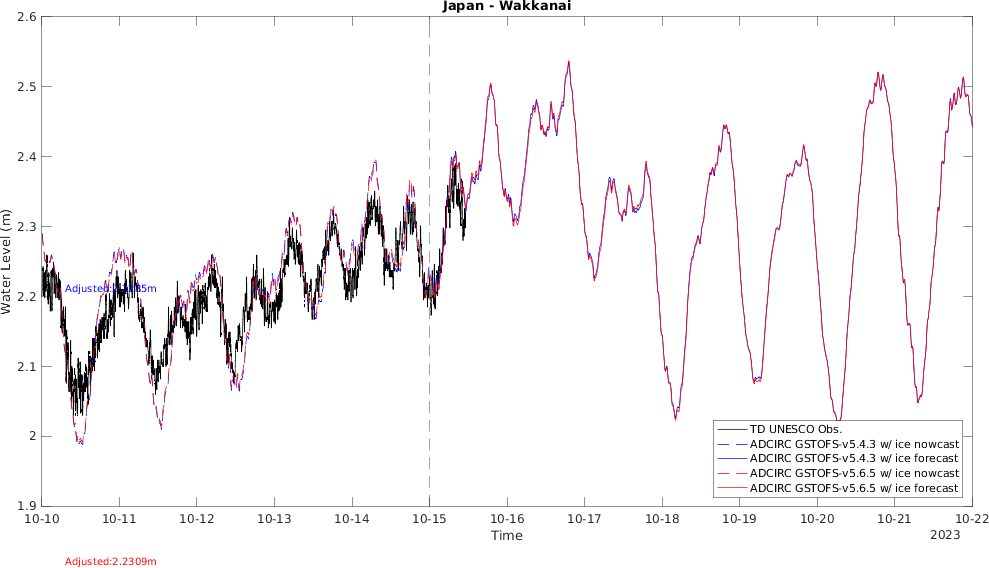 Japan - Wakkanai
2.6
2.5
2.4
2.3
2.2
2.1
2
1.9
Water Level (m)
Adjusted:
TD UNESCO Obs.
ADCIRC GSTOFS-v5.4.3 w/ ice nowcast
ADCIRC GSTOFS-v5.4.3 w/ ice forecast
ADCIRC GSTOFS-v5.6.5 w/ ice nowcast
ADCIRC GSTOFS-v5.6.5 w/ ice forecast
10-10 10-11 10-12 10-13 10-14 10-15 10-16 10-17 10-18 10-19 10-20 10-21 10-22
Time
2023
Adjusted:2.2309m